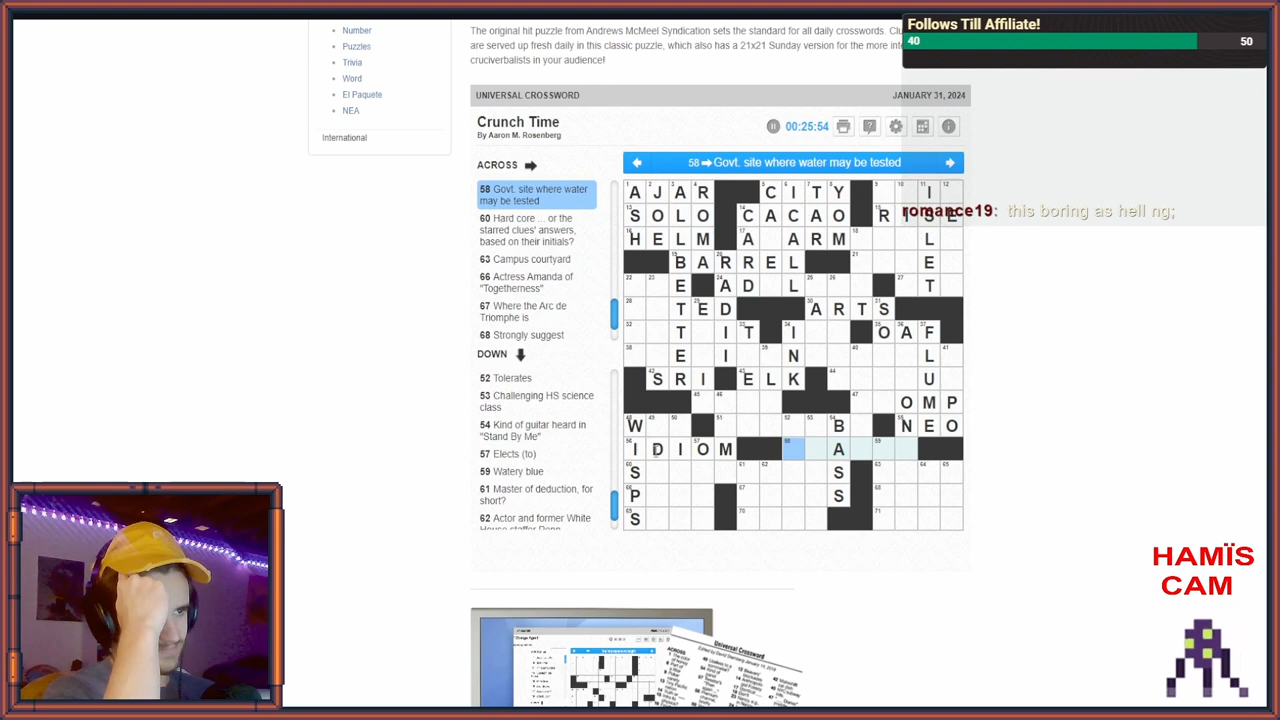 Number
Puzzles
Trivia
Word
El Paquete
NEA
International
The original hit puzzle from Andrews McMeel Syndication sets the standard for all daily crosswords. Clu
are served up fresh daily in this classic puzzle, which also has a 21x21 Sunday version for the more inte
cruciverbalists in your audience!
Follows Till Affiliate!
40 50
romance19: this boring as hell ng;
UNIVERSAL CROSSWORD JANUARY 31, 2024
Crunch Time
By Aaron M. Rosenberg
00:25:54
58 Govt. site where water may be tested
ACROSS
58 Govt. site where water
may be tested
60 Hard core ... or the
starred clues' answers,
based on their initials?
63 Campus courtyard
66 Actress Amanda of
"Togetherness"
67 Where the Arc de
Triomphe is
68 Strongly suggest
DOWN
52 Tolerates
53 Challenging HS science
class
54 Kind of guitar heard in
"Stand By Me"
57 Elects (to)
59 Watery blue
61 Master of deduction, for
short?
62 Actor and former White
House staffer Penn
A J A R C I T Y I
S O L O C A C A O R I S E
H E L M A A R M L
B A R R E L E
E A D L T
T E D A R T S
T I T I O A F
E I N L
S R I E L K U
O M P
W B N E O
I D I O M A
S S
P S
S
Universal Crossword
HAMÏS
CAM